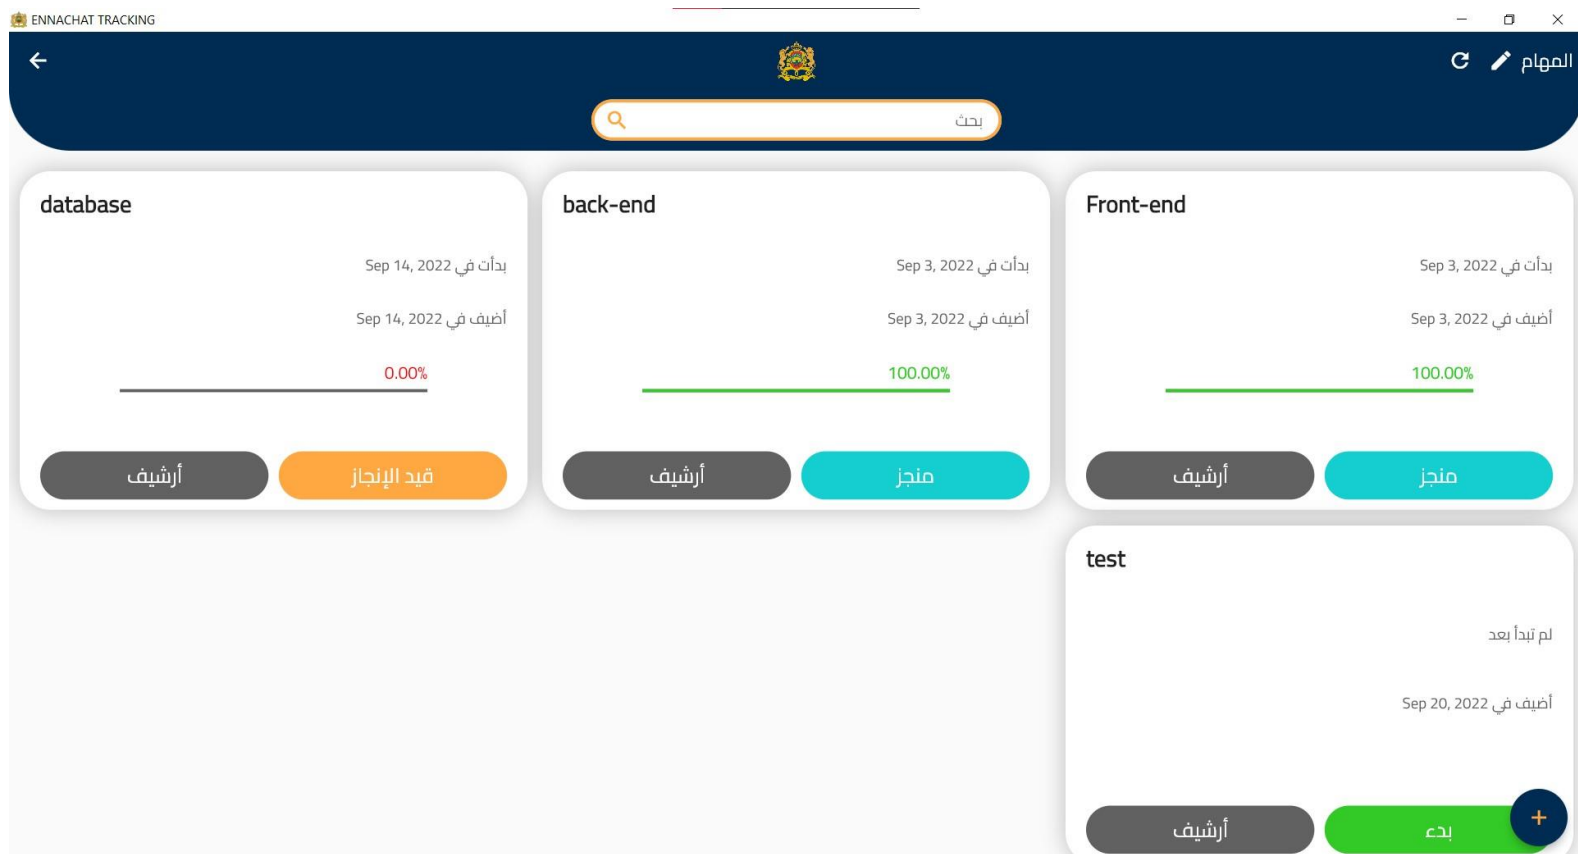 ENNACHAT TRACKING
المهام
بحث
Front-end
بدأت في Sep 3, 2022
أضيف في Sep 3, 2022
100.00%
منجز
أرشيف
back-end
بدأت في Sep 3, 2022
أضيف في Sep 3, 2022
100.00%
منجز
أرشيف
database
بدأت في Sep 14, 2022
أضيف في Sep 14, 2022
0.00%
قيد الإنجاز
أرشيف
test
لم تبدأ بعد
أضيف في Sep 20, 2022
بدء
أرشيف